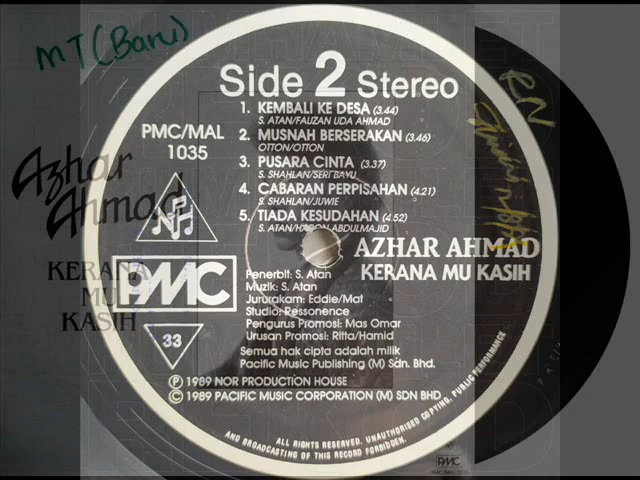 MT (Baru)
Side 2 Stereo
1. KEMBALI KE DESA (3.44)
S. ATAN/FAUZAN UDA AHMAD
2. MUSNAH BERSERAKAN (3.46)
OTTON/OTTON
3. PUSARA CINTA (3.37)
S. SHAHLAN/SERI BAYU
4. CABARAN PERPISAHAN (4.21)
S. SHAHLAN/JUWIE
5. TIADA KESUDAHAN (4.52)
S. ATAN/HARON ABDULMAJID
PMC/MAL
1035
Azhar
Ahmad
KERANA
MU
KASIH
NPH
PMC
33
AZHAR AHMAD
KERANA MU KASIH
Penerbit: S. Atan
Muzik: S. Atan
Jururakam: Eddie/Mat
Studio: Ressonence
Pengurus Promosi: Mas Omar
Urusan Promosi: Ritta/Hamid
Semua hak cipta adalah milik
Pacific Music Publishing (M) Sdn. Bhd.
Ⓟ 1989 NOR PRODUCTION HOUSE
© 1989 PACIFIC MUSIC CORPORATION (M) SDN BHD
ALL RIGHTS RESERVED. UNAUTHORISED COPYING, PUBLIC PERFORMANCE
AND BROADCASTING OF THIS RECORD FORBIDDEN.
PMC